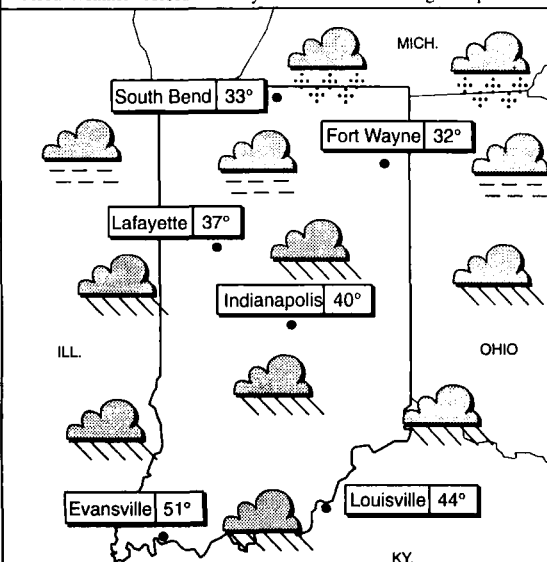 MICH.
South Bend 33°
Fort Wayne 32°
Lafayette 37°
Indianapolis 40°
ILL.
OHIO
Evansville 51°
Louisville 44°
KY.